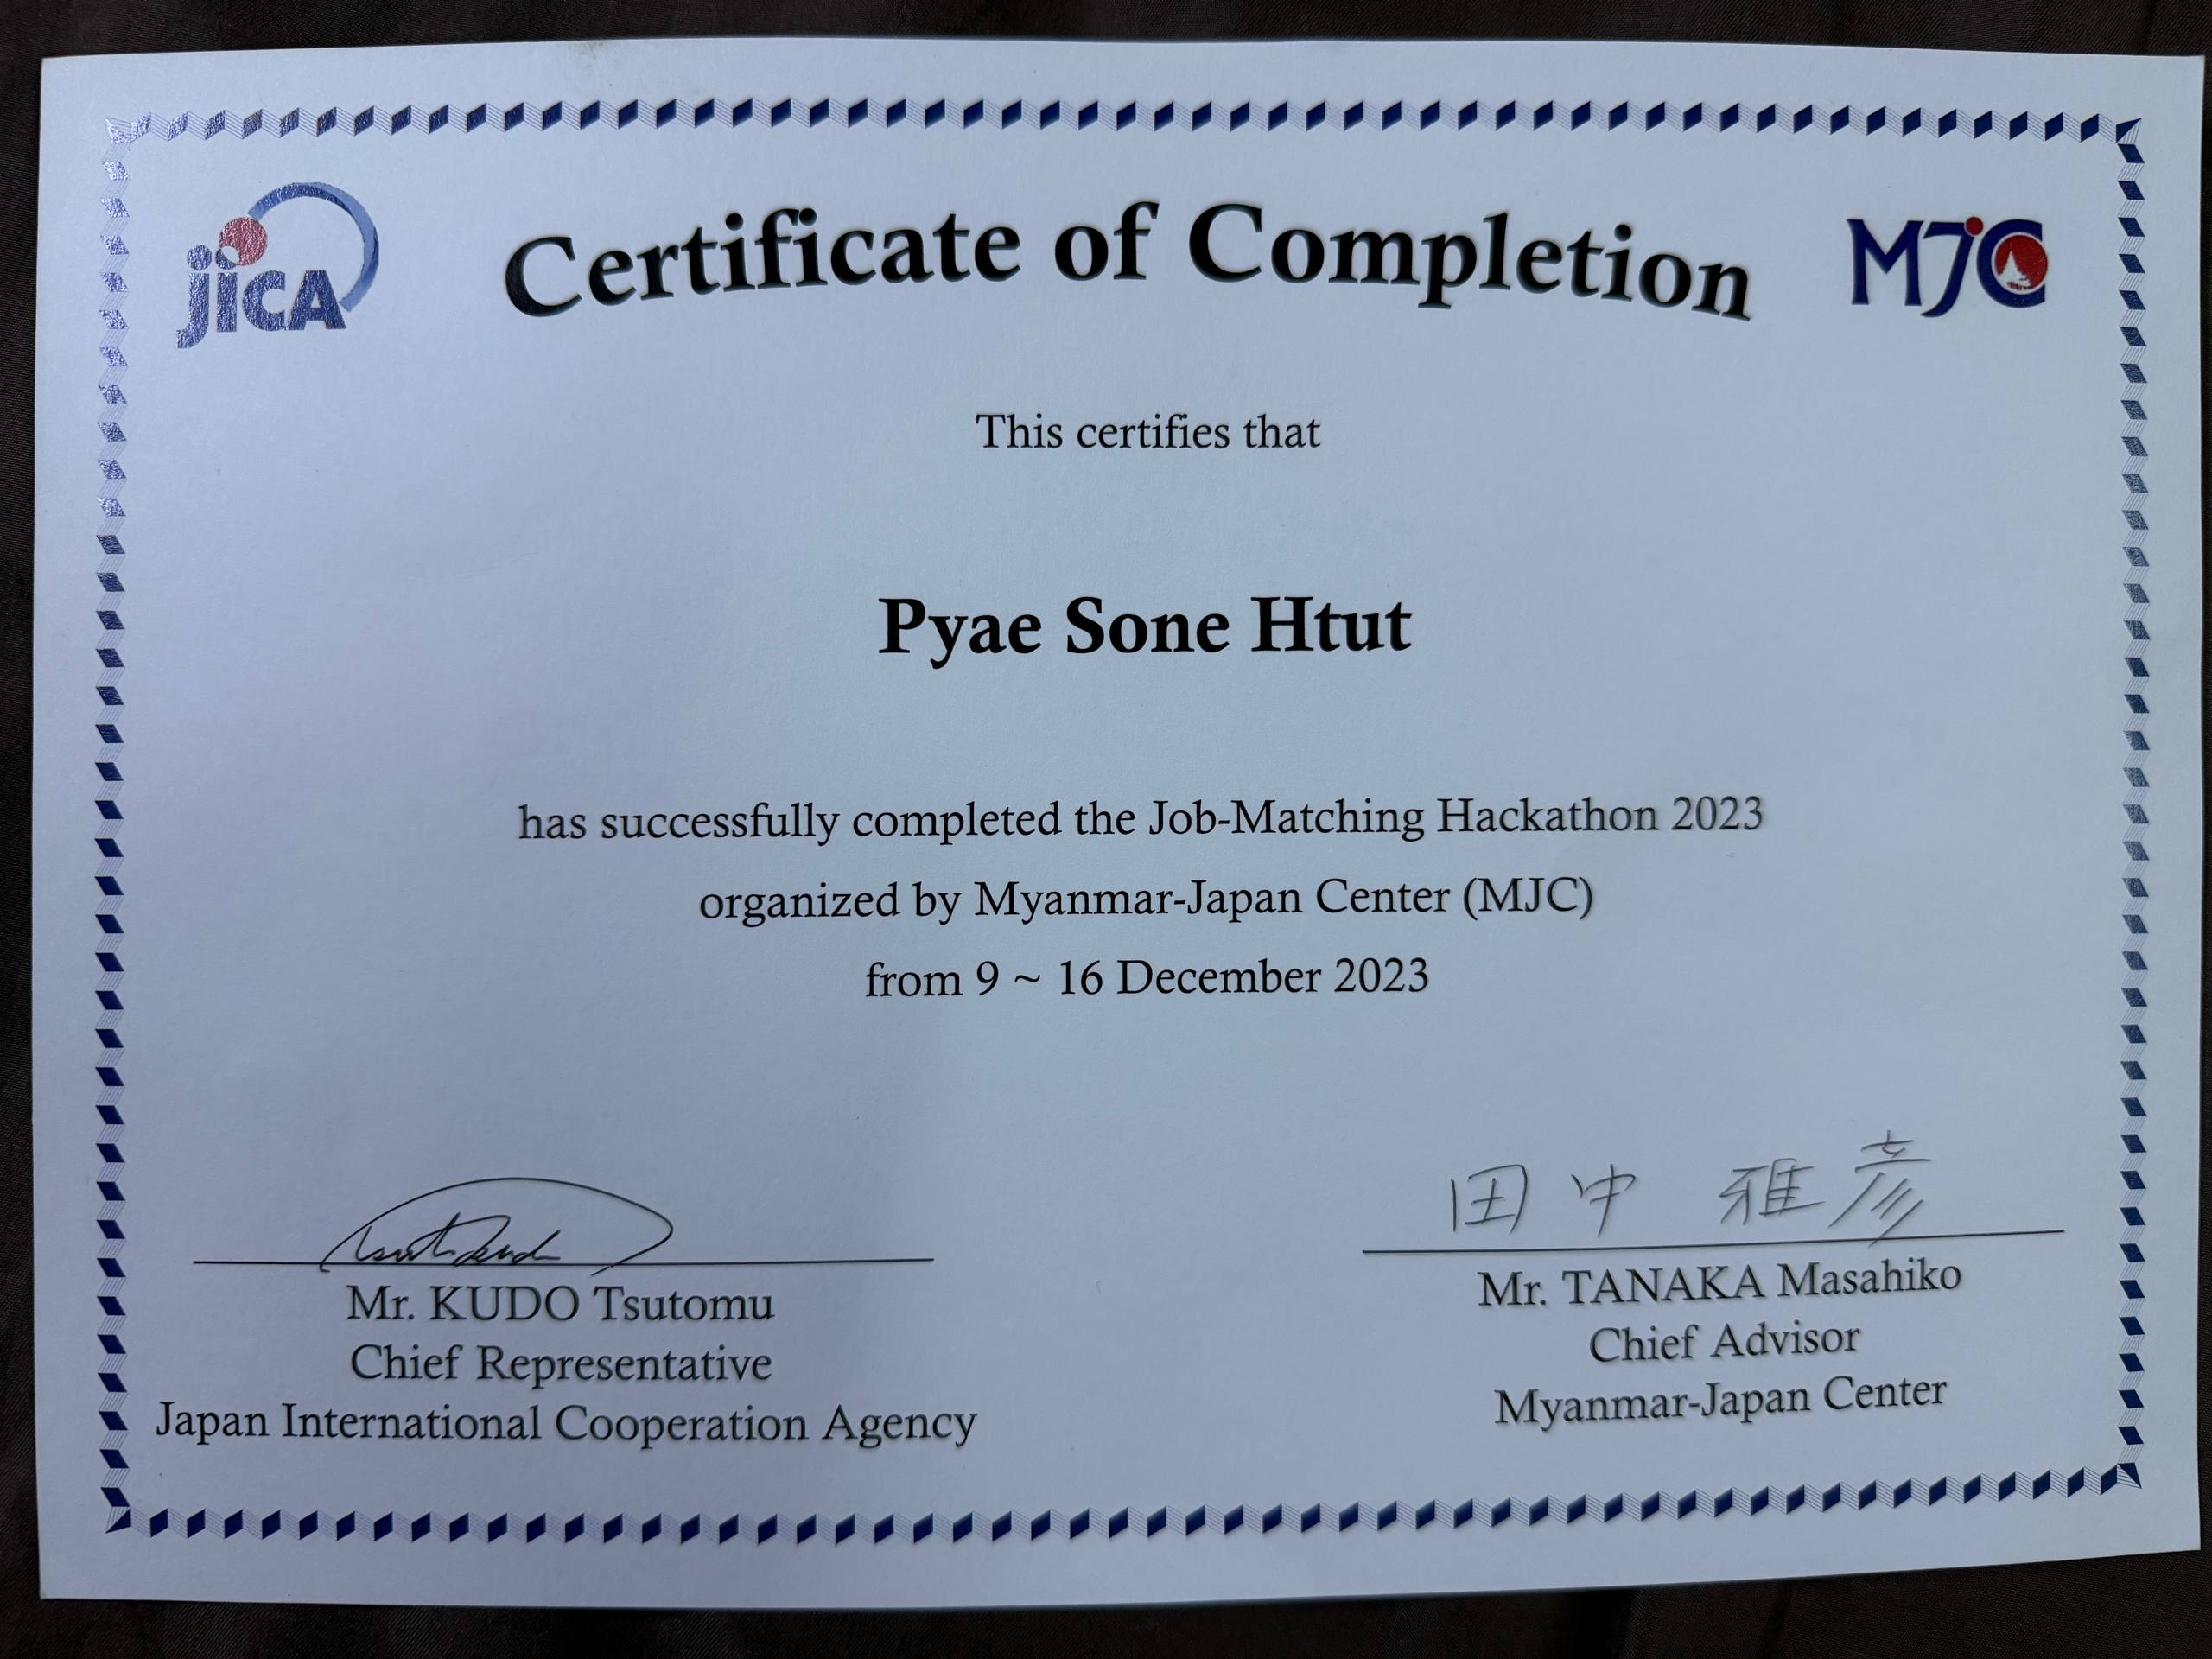 jica
Certificate of Completion
MJC
This certifies that
Pyae Sone Htut
has successfully completed the Job-Matching Hackathon 2023
organized by Myanmar-Japan Center (MJC)
from 9 ~ 16 December 2023
田中 雅彦
Mr. KUDO Tsutomu
Chief Representative
Japan International Cooperation Agency
Mr. TANAKA Masahiko
Chief Advisor
Myanmar-Japan Center